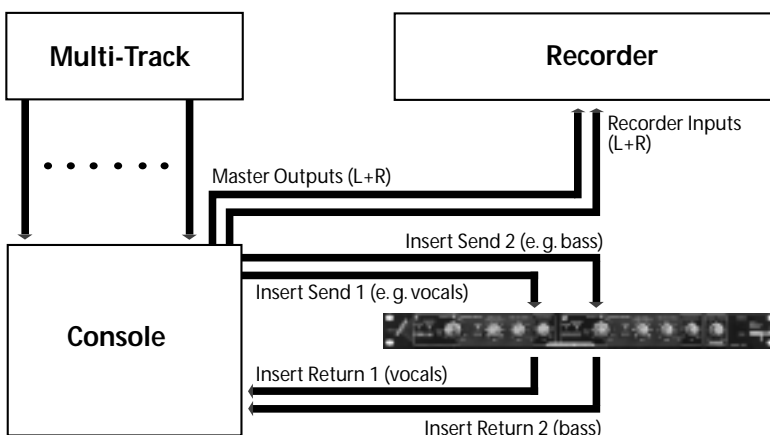 Multi-Track
Recorder
Recorder Inputs
(L+R)
Master Outputs (L+R)
Insert Send 2 (e. g. bass)
Insert Send 1 (e. g. vocals)
Console
Insert Return 1 (vocals)
Insert Return 2 (bass)